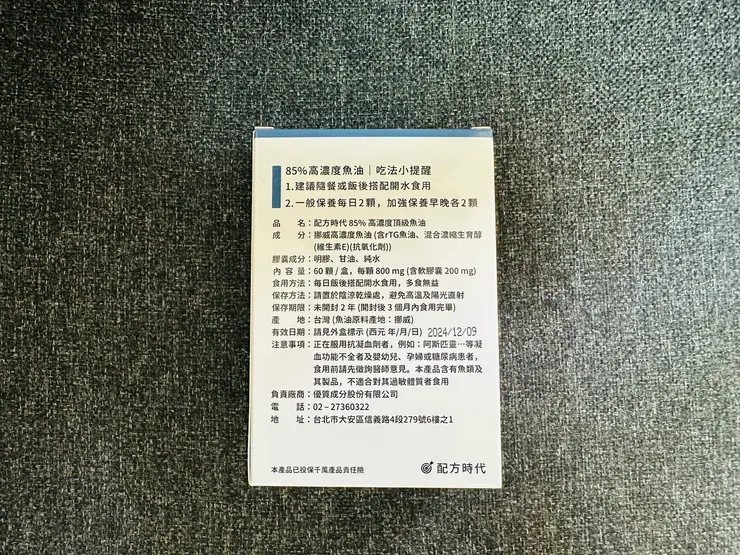 85%高濃度魚油｜吃法小提醒
1.建議隨餐或飯後搭配開水食用
2.一般保養每日2顆，加強保養早晚各2顆
品　　名：配方時代 85% 高濃度頂級魚油
成　　分：挪威高濃度魚油 (含rTG魚油、混合濃縮生育醇
(維生素E)(抗氧化劑))
膠囊成分：明膠、甘油、純水
內 容 量：60 顆 / 盒，每顆 800 mg (含軟膠囊 200 mg)
食用方法：每日飯後搭配開水食用，多食無益
保存方法：請置於陰涼乾燥處，避免高溫及陽光直射
保存期限：未開封 2 年 (開封後 3 個月內食用完畢)
產　　地：台灣 (魚油原料產地：挪威)
有效日期：請見外盒標示 (西元 年/月/日) 2024/12/09
注意事項：正在服用抗凝血劑者，例如：阿斯匹靈…等凝
血功能不全者及嬰幼兒、孕婦或糖尿病患者，
食用前請先徵詢醫師意見。本產品含有魚類及
其製品，不適合對其過敏體質者食用
負責廠商：優質成分股份有限公司
電　　話：02－27360322
地　　址：台北市大安區信義路4段279號6樓之1
本產品已投保千萬產品責任險
配方時代